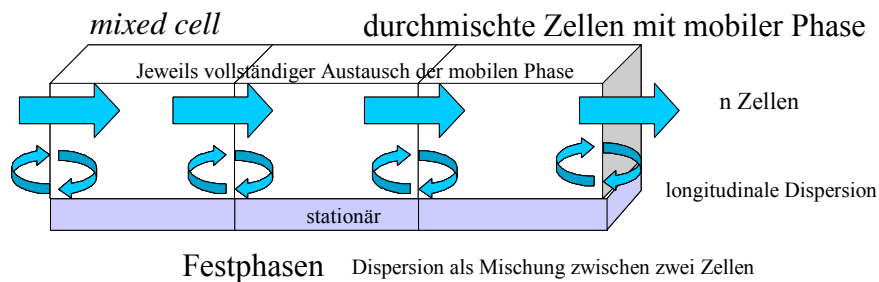 mixed cell
durchmischte Zellen mit mobiler Phase
Jeweils vollständiger Austausch der mobilen Phase
n Zellen
longitudinale Dispersion
stationär
Festphasen
Dispersion als Mischung zwischen zwei Zellen